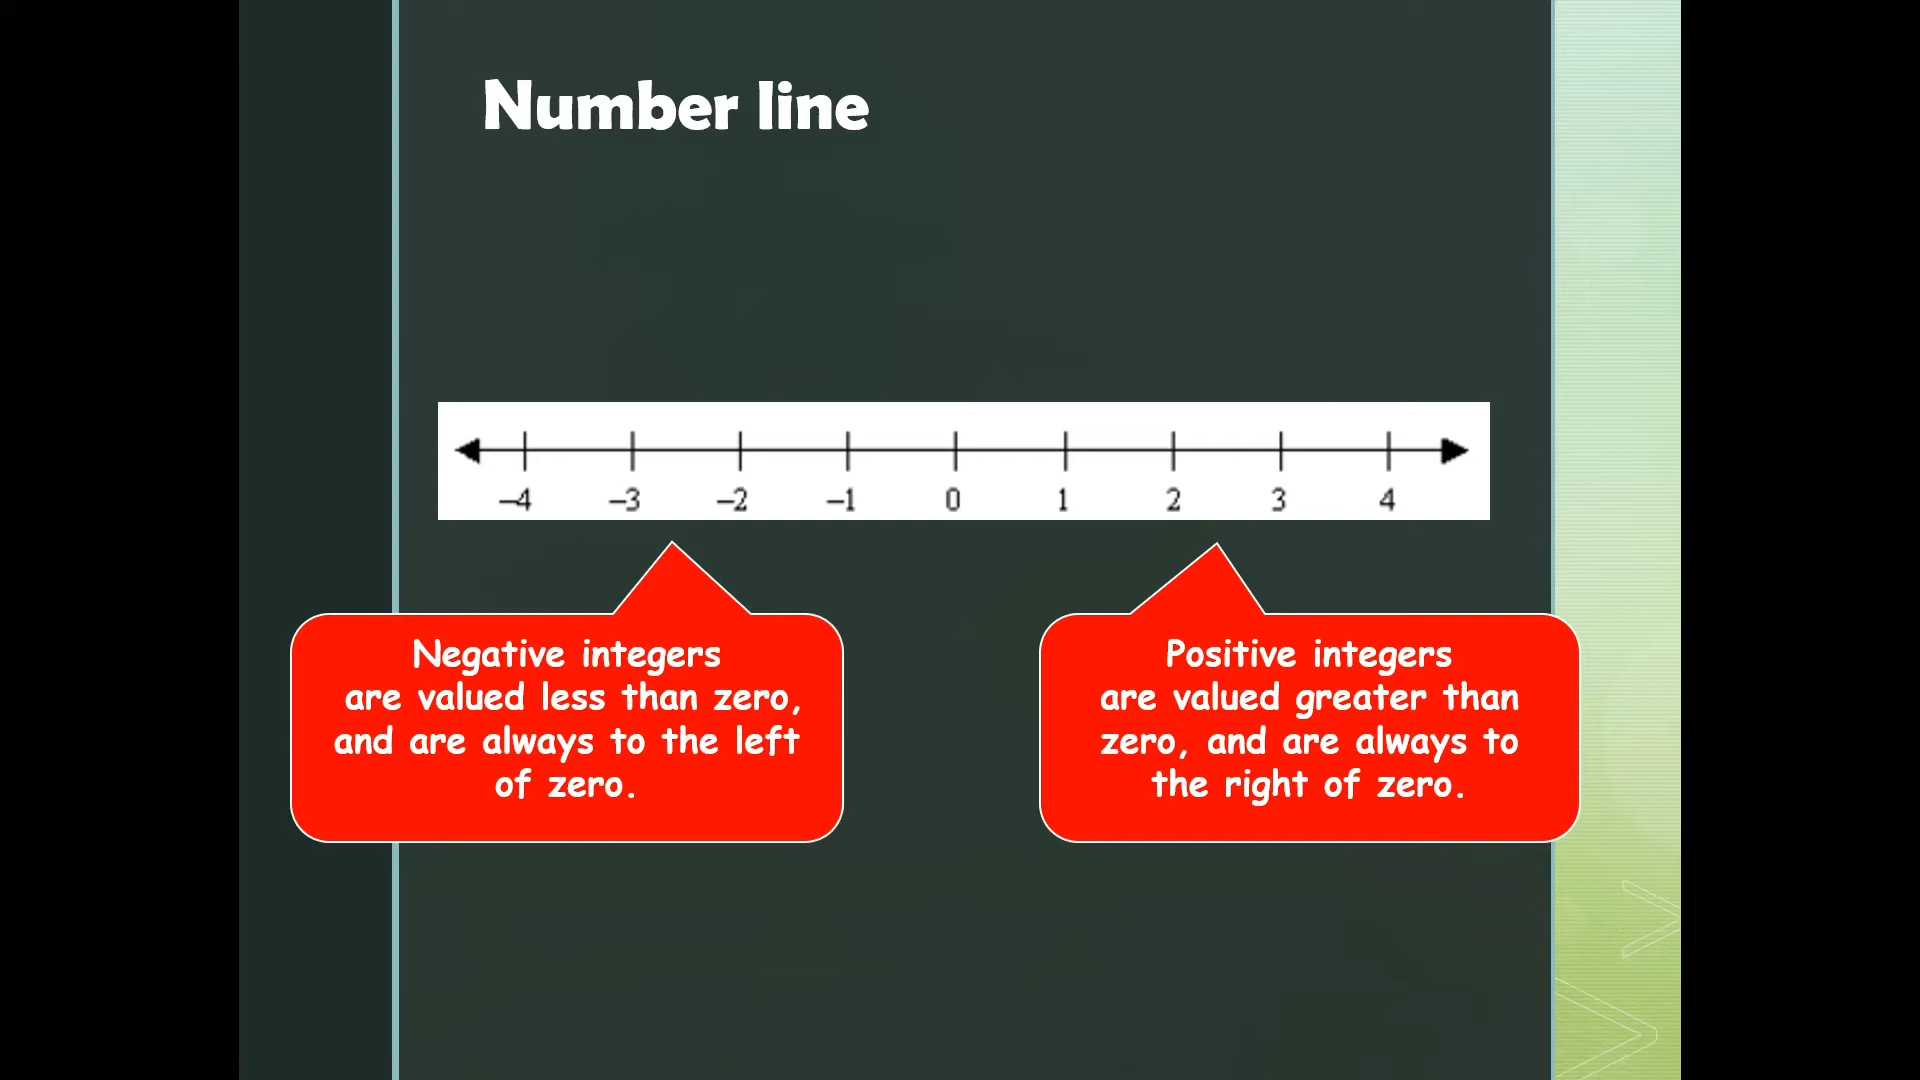 Number line
–4 –3 –2 –1 0 1 2 3 4
Negative integers
are valued less than zero,
and are always to the left
of zero.
Positive integers
are valued greater than
zero, and are always to
the right of zero.